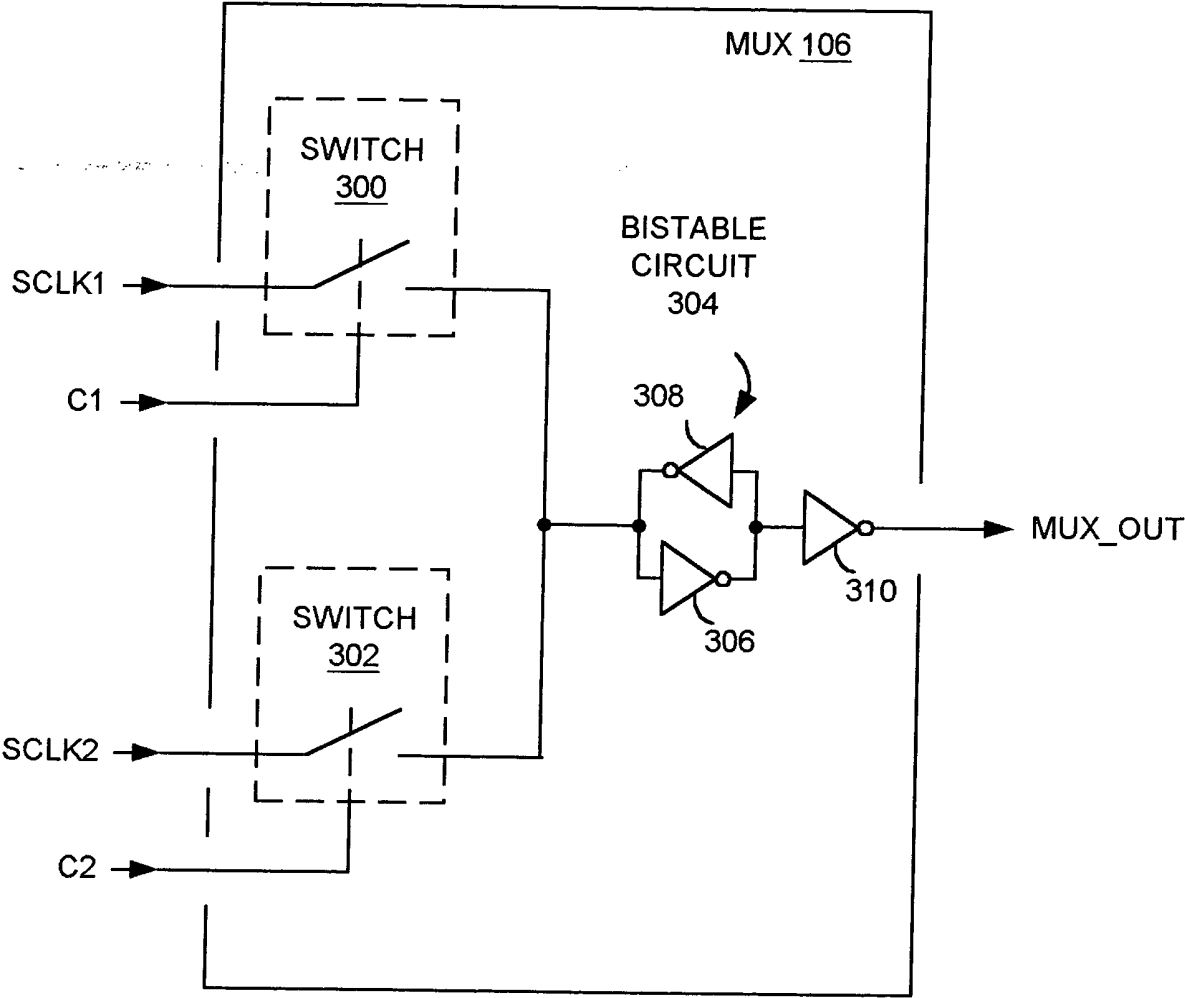 MUX 106
SWITCH
300
SCLK1
C1
BISTABLE
CIRCUIT
304
308
306
310
MUX_OUT
SWITCH
302
SCLK2
C2